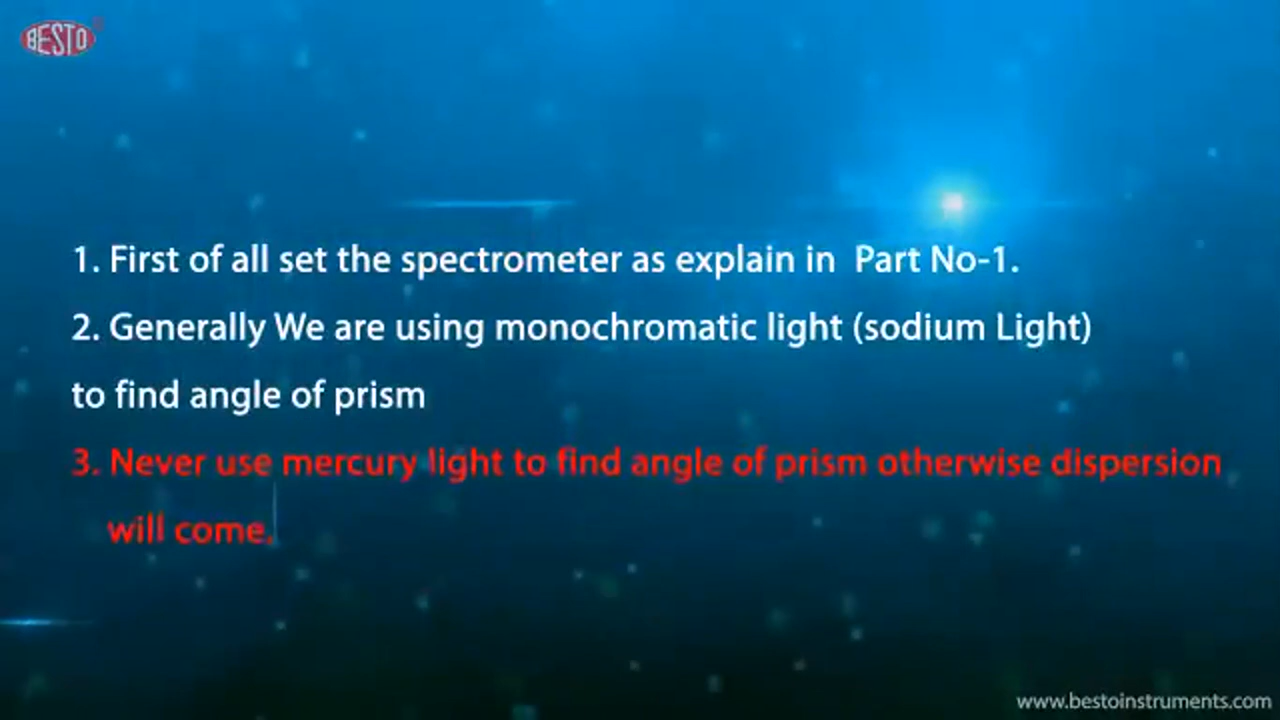 BESTO
1. First of all set the spectrometer as explain in Part No-1.
2. Generally We are using monochromatic light (sodium Light)
to find angle of prism
3. Never use mercury light to find angle of prism otherwise dispersion
will come.
www.bestoinstruments.com